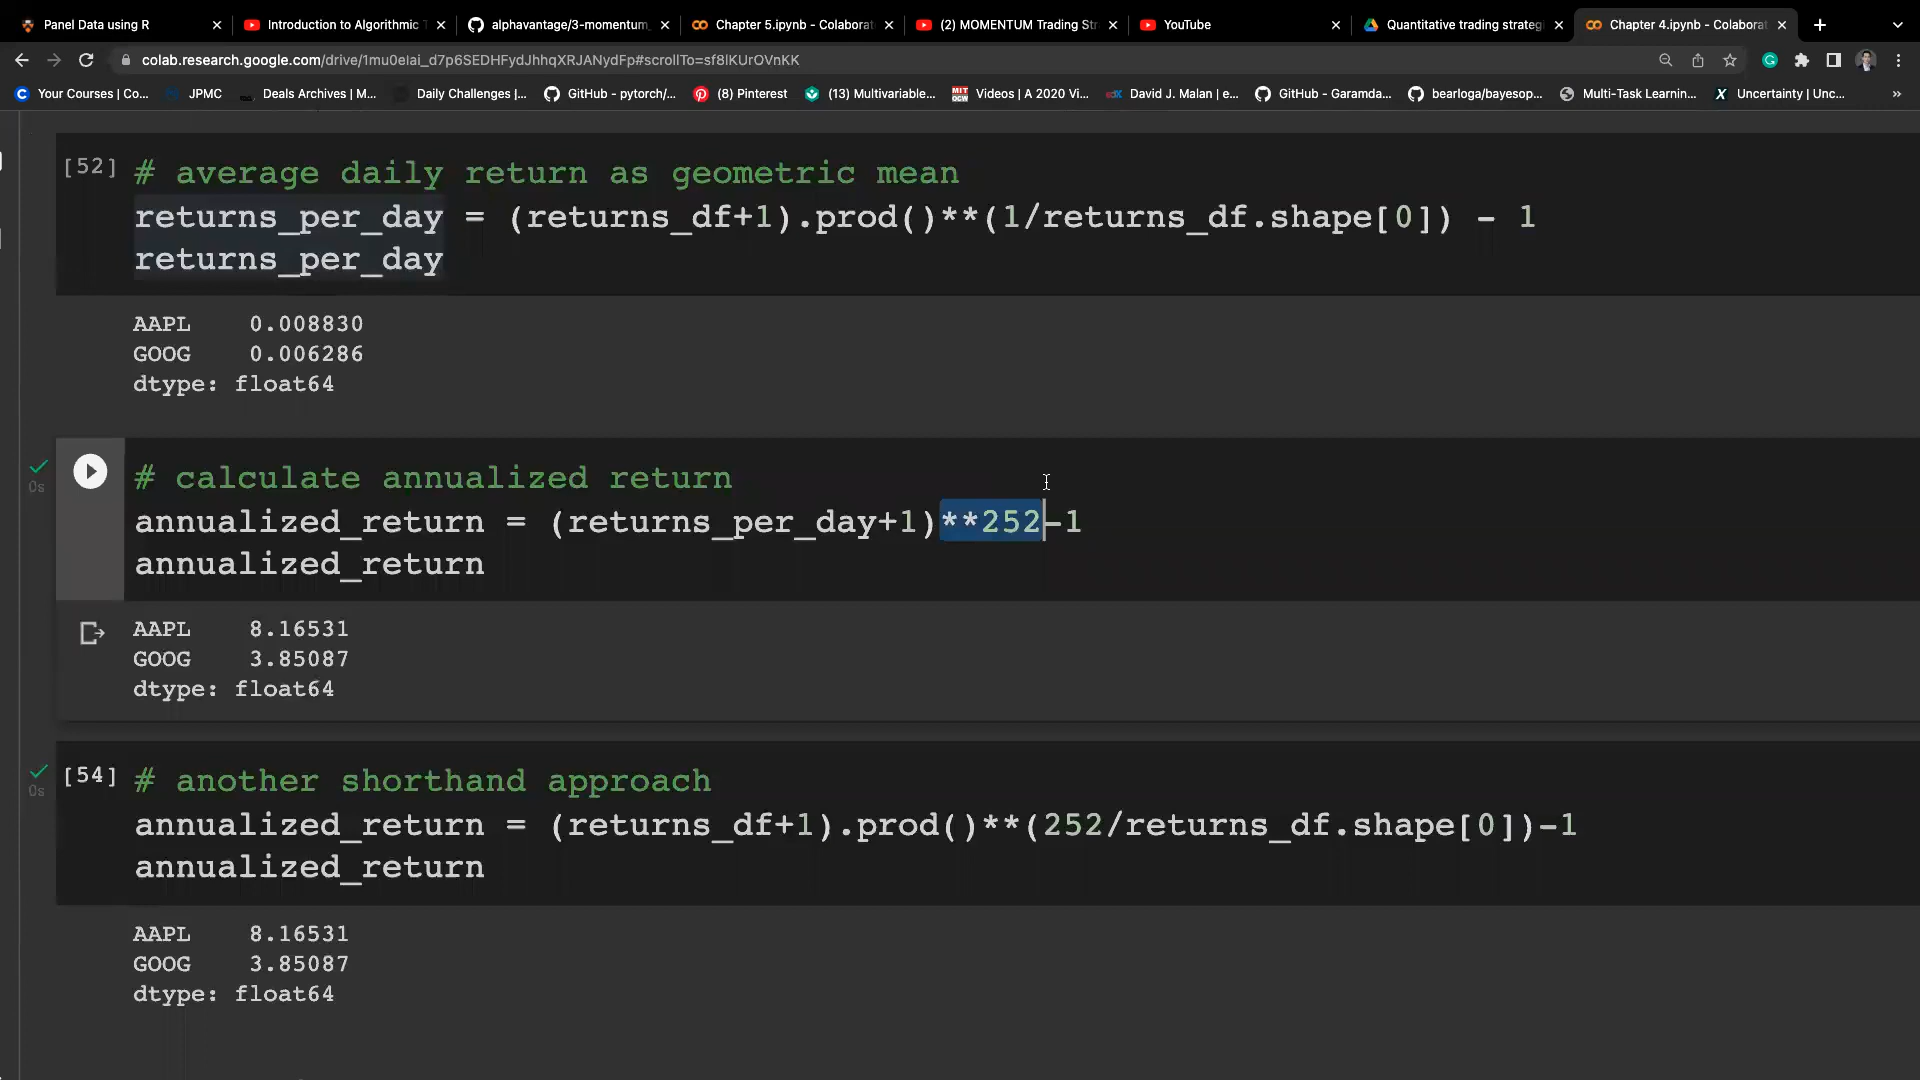 Panel Data using R
Introduction to Algorithmic T
alphavantage/3-momentum_
Chapter 5.ipynb - Colaborat
(2) MOMENTUM Trading Str
YouTube
Quantitative trading strategi
Chapter 4.ipynb - Colaborat
colab.research.google.com/drive/1mu0eIai_d7p6SEDHFydJhhqXRJANydFp#scrollTo=sf8lKUrOVnKK
Your Courses | Co...
JPMC
Deals Archives | M...
Daily Challenges |...
GitHub - pytorch/...
(8) Pinterest
(13) Multivariable...
MIT OCW
Videos | A 2020 Vi...
David J. Malan | e...
GitHub - Garamda...
bearloga/bayesop...
Multi-Task Learnin...
X
Uncertainty | Unc...
»
[52] # average daily return as geometric mean
returns_per_day = (returns_df+1).prod()**(1/returns_df.shape[0]) - 1
returns_per_day
AAPL 0.008830
GOOG 0.006286
dtype: float64
0s
# calculate annualized return
annualized_return = (returns_per_day+1)**252-1
annualized_return
AAPL 8.16531
GOOG 3.85087
dtype: float64
0s
[54] # another shorthand approach
annualized_return = (returns_df+1).prod()**(252/returns_df.shape[0])-1
annualized_return
AAPL 8.16531
GOOG 3.85087
dtype: float64